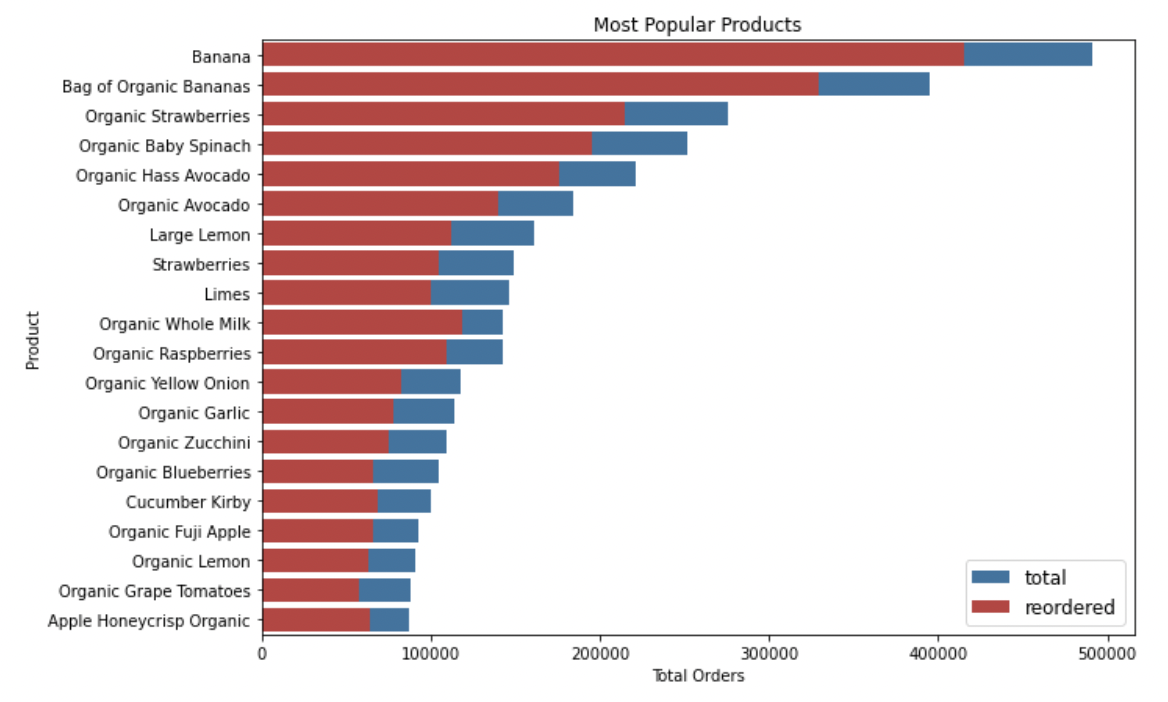 Most Popular Products
Banana
Bag of Organic Bananas
Organic Strawberries
Organic Baby Spinach
Organic Hass Avocado
Organic Avocado
Large Lemon
Strawberries
Limes
Organic Whole Milk
Organic Raspberries
Organic Yellow Onion
Organic Garlic
Organic Zucchini
Organic Blueberries
Cucumber Kirby
Organic Fuji Apple
Organic Lemon
Organic Grape Tomatoes
Apple Honeycrisp Organic
Product
total
reordered
0 100000 200000 300000 400000 500000
Total Orders